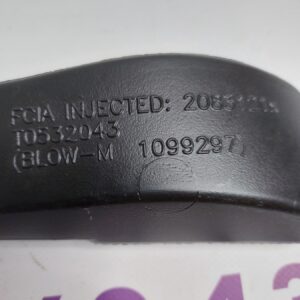 FCIA INJECTED:
T0532043
(BLOW-M 1099297)